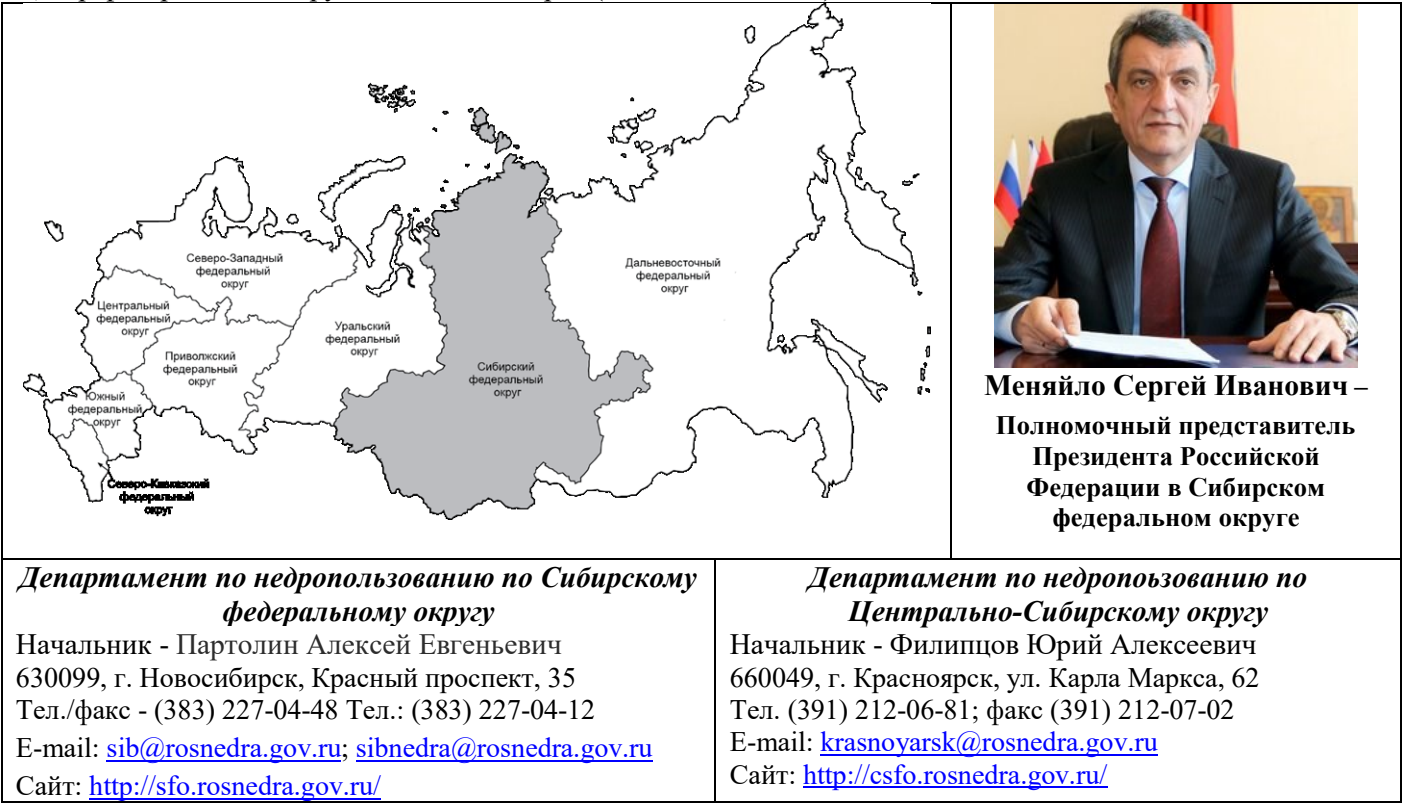 Северо-Западный
федеральный
округ
Центральный
федеральный
округ
Приволжский
федеральный
округ
Южный
федеральный
округ
Северо-Кавказский
федеральный
округ
Уральский
федеральный
округ
Сибирский
федеральный
округ
Дальневосточный
федеральный
округ
Меняйло Сергей Иванович –
Полномочный представитель
Президента Российской
Федерации в Сибирском
федеральном округе
Департамент по недропользованию по Сибирскому
федеральному округу
Начальник - Партолин Алексей Евгеньевич
630099, г. Новосибирск, Красный проспект, 35
Тел./факс - (383) 227-04-48 Тел.: (383) 227-04-12
E-mail: sib@rosnedra.gov.ru; sibnedra@rosnedra.gov.ru
Сайт: http://sfo.rosnedra.gov.ru/
Департамент по недропоьзованию по
Центрально-Сибирскому округу
Начальник - Филипцов Юрий Алексеевич
660049, г. Красноярск, ул. Карла Маркса, 62
Тел. (391) 212-06-81; факс (391) 212-07-02
E-mail: krasnoyarsk@rosnedra.gov.ru
Сайт: http://csfo.rosnedra.gov.ru/